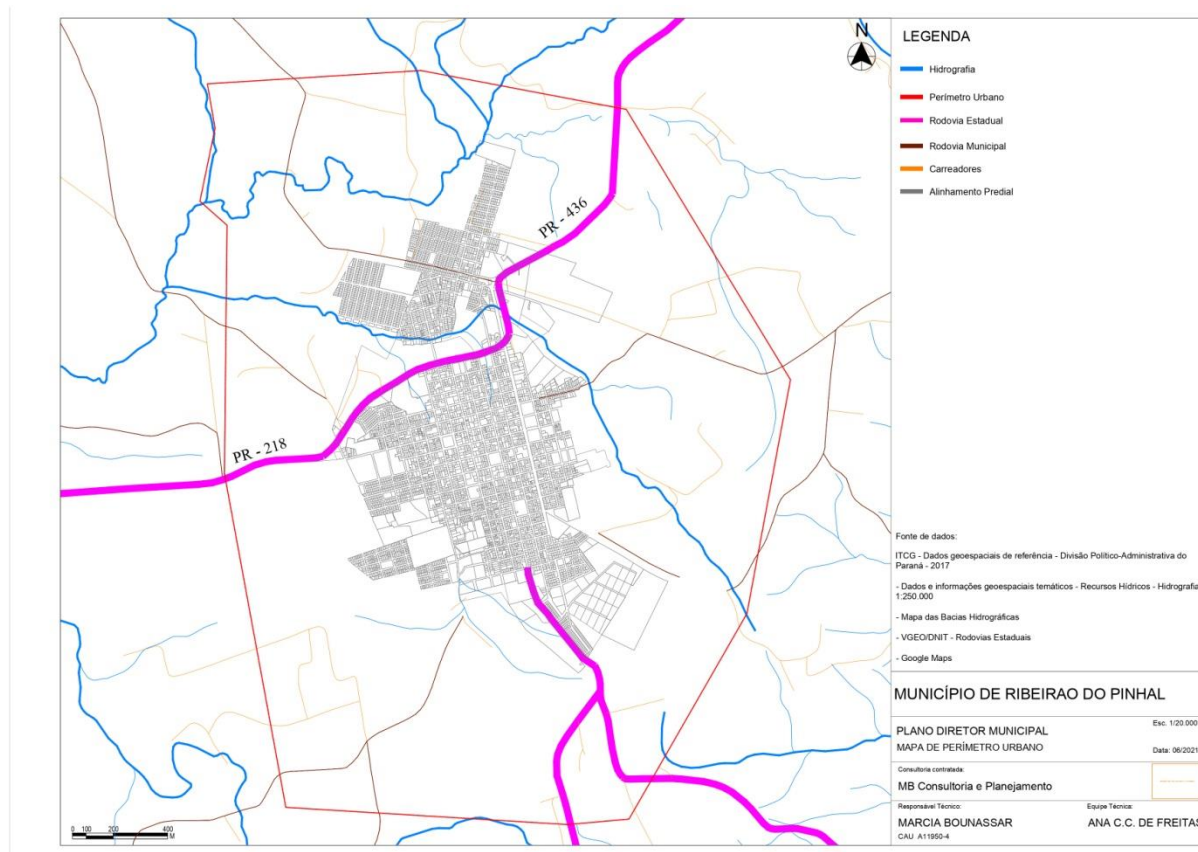 N
PR - 436
PR - 218
0 100 200 400
M
LEGENDA
Hidrografia
Perímetro Urbano
Rodovia Estadual
Rodovia Municipal
Carreadores
Alinhamento Predial
Fonte de dados:
ITCG - Dados geoespaciais de referência - Divisão Político-Administrativa do
Paraná - 2017
- Dados e informações geoespaciais temáticos - Recursos Hídricos - Hidrografia
1:250.000
- Mapa das Bacias Hidrográficas
- VGEO/DNIT - Rodovias Estaduais
- Google Maps
MUNICÍPIO DE RIBEIRAO DO PINHAL
PLANO DIRETOR MUNICIPAL
Esc. 1/20.000
MAPA DE PERÍMETRO URBANO
Data: 06/2021
Consultoria contratada:
MB Consultoria e Planejamento
Responsável Técnico:
MARCIA BOUNASSAR
CAU A11950-4
Equipe Técnica:
ANA C.C. DE FREITAS